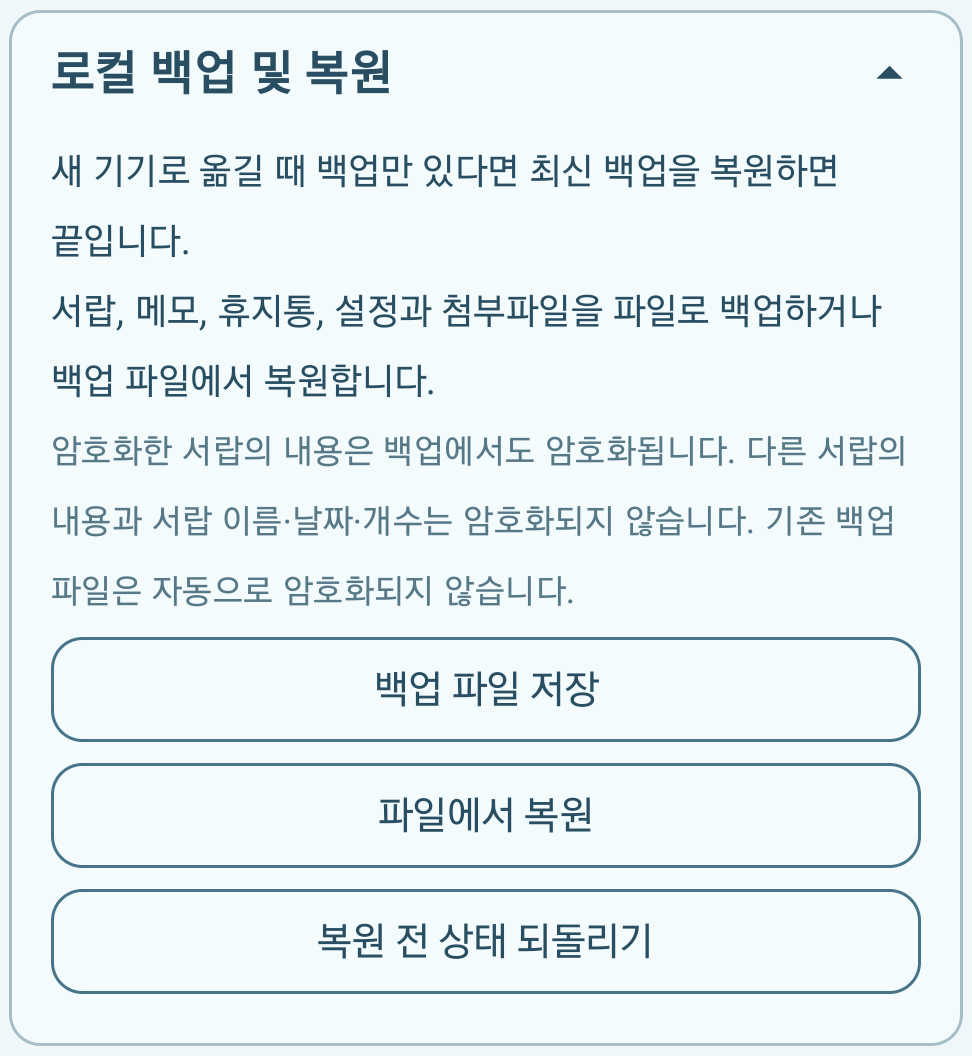 로컬 백업 및 복원
새 기기로 옮길 때 백업만 있다면 최신 백업을 복원하면
끝입니다.
서랍, 메모, 휴지통, 설정과 첨부파일을 파일로 백업하거나
백업 파일에서 복원합니다.
암호화한 서랍의 내용은 백업에서도 암호화됩니다. 다른 서랍의
내용과 서랍 이름·날짜·개수는 암호화되지 않습니다. 기존 백업
파일은 자동으로 암호화되지 않습니다.
백업 파일 저장
파일에서 복원
복원 전 상태 되돌리기